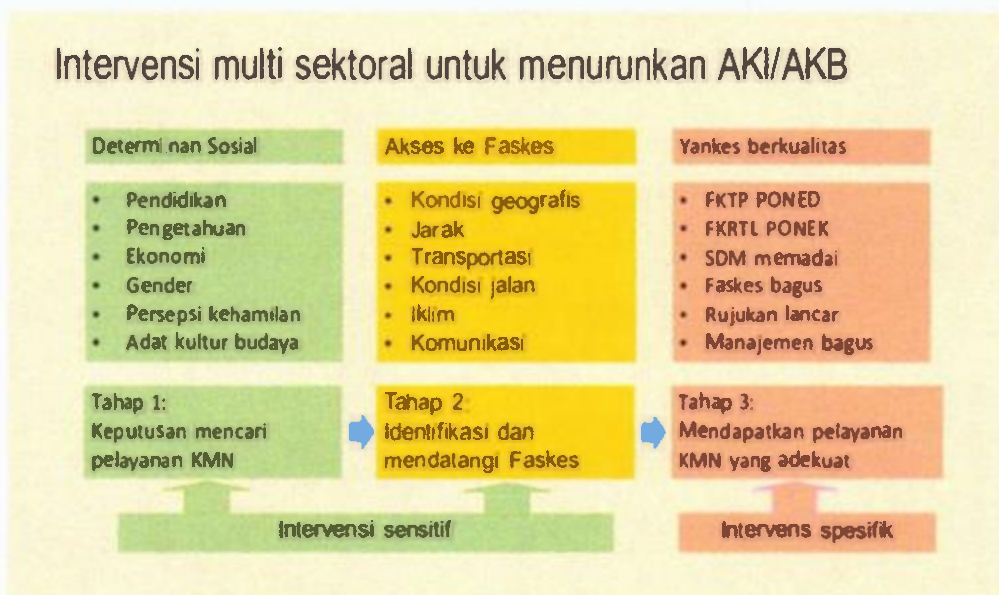 Intervensi multi sektoral untuk menurunkan AKI/AKB
Determinan Sosial
• Pendidikan
• Pengetahuan
• Ekonomi
• Gender
• Persepsi kehamilan
• Adat kultur budaya
Tahap 1:
Keputusan mencari
pelayanan KMN
Akses ke Faskes
• Kondisi geografis
• Jarak
• Transportasi
• Kondisi jalan
• Iklim
• Komunikasi
Tahap 2:
Identifikasi dan
mendatangi Faskes
Yankes berkualitas
• FKTP PONED
• FKRTL PONEK
• SDM memadai
• Faskes bagus
• Rujukan lancar
• Manajemen bagus
Tahap 3:
Mendapatkan pelayanan
KMN yang adekuat
Intervensi sensitif
Intervens spesifik